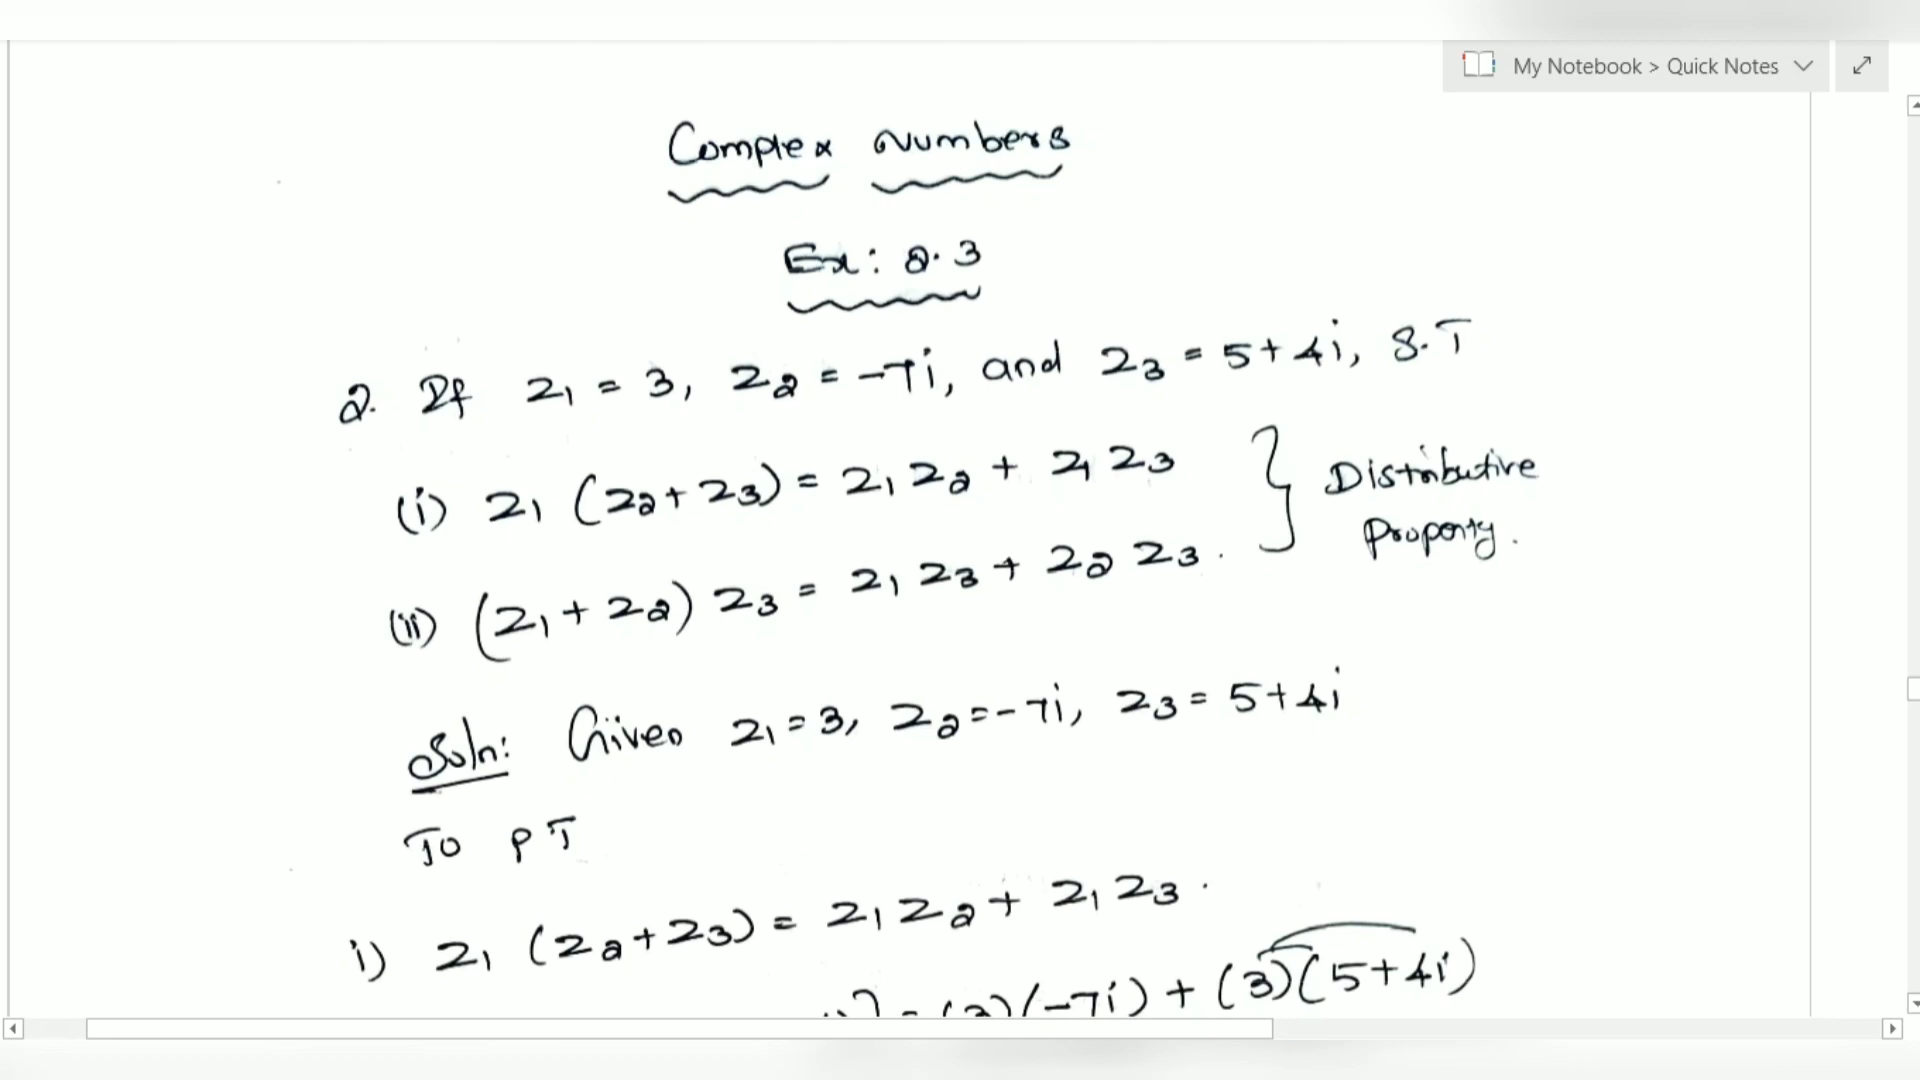 My Notebook > Quick Notes
Complex Numbers
Ex: 2.3
2. If z₁ = 3, z₂ = -7i, and z₃ = 5+4i, S.T
(i) z₁ (z₂+z₃) = z₁z₂ + z₁z₃
(ii) (z₁+z₂) z₃ = z₁z₃ + z₂z₃.
} Distributive
Property.
Soln: Given z₁=3, z₂=-7i, z₃=5+4i
To PT
i) z₁ (z₂+z₃) = z₁z₂+ z₁z₃.
(-7i) + (3)(5+4i)